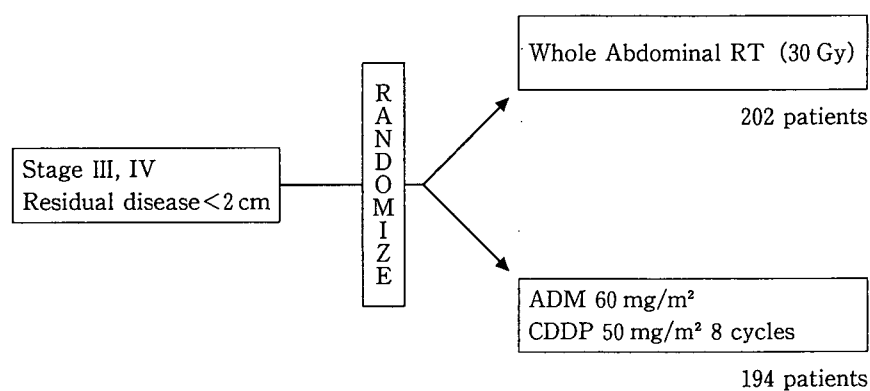 Whole Abdominal RT (30 Gy)
202 patients
Stage III, IV
Residual disease<2 cm
RANDOMIZE
ADM 60 mg/m²
CDDP 50 mg/m² 8 cycles
194 patients